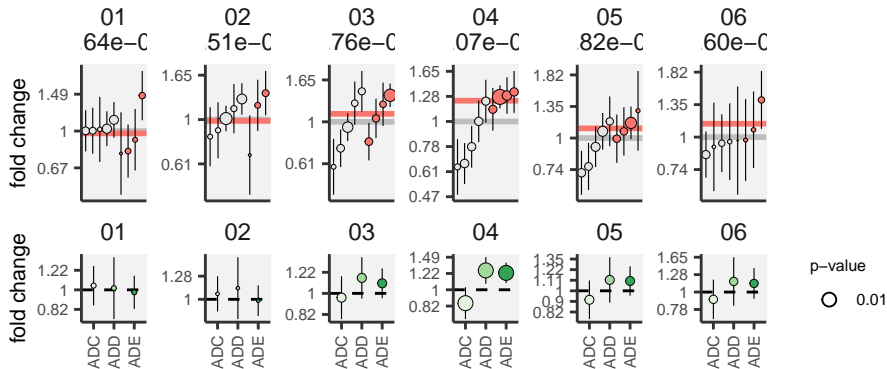 01 02 03 04 05 06
.64e−0 .51e−0 .76e−0 .07e−0 .82e−0 .60e−0
fold change
1.49 1 0.67
1.65 1 0.61
1.65 1 0.61
1.65 1.28 1 0.78 0.61 0.47
1.82 1.35 1 0.74
1.82 1.35 1 0.74
01 02 03 04 05 06
fold change
1.22 1 0.82
1.28 1
1.22 1 0.82
1.49 1.22 1 0.82
1.35 1.22 1.11 1 0.9 0.82
1.65 1.28 1 0.78
ADC ADD ADE ADC ADD ADE ADC ADD ADE ADC ADD ADE ADC ADD ADE ADC ADD ADE
p−value
0.01